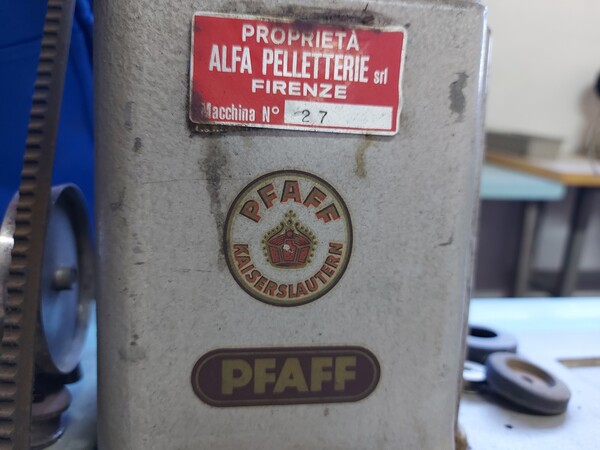 PROPRIETÀ
ALFA PELLETTERIE srl
FIRENZE
Macchina N° 27
PFAFF
KAISERSLAUTERN
PFAFF